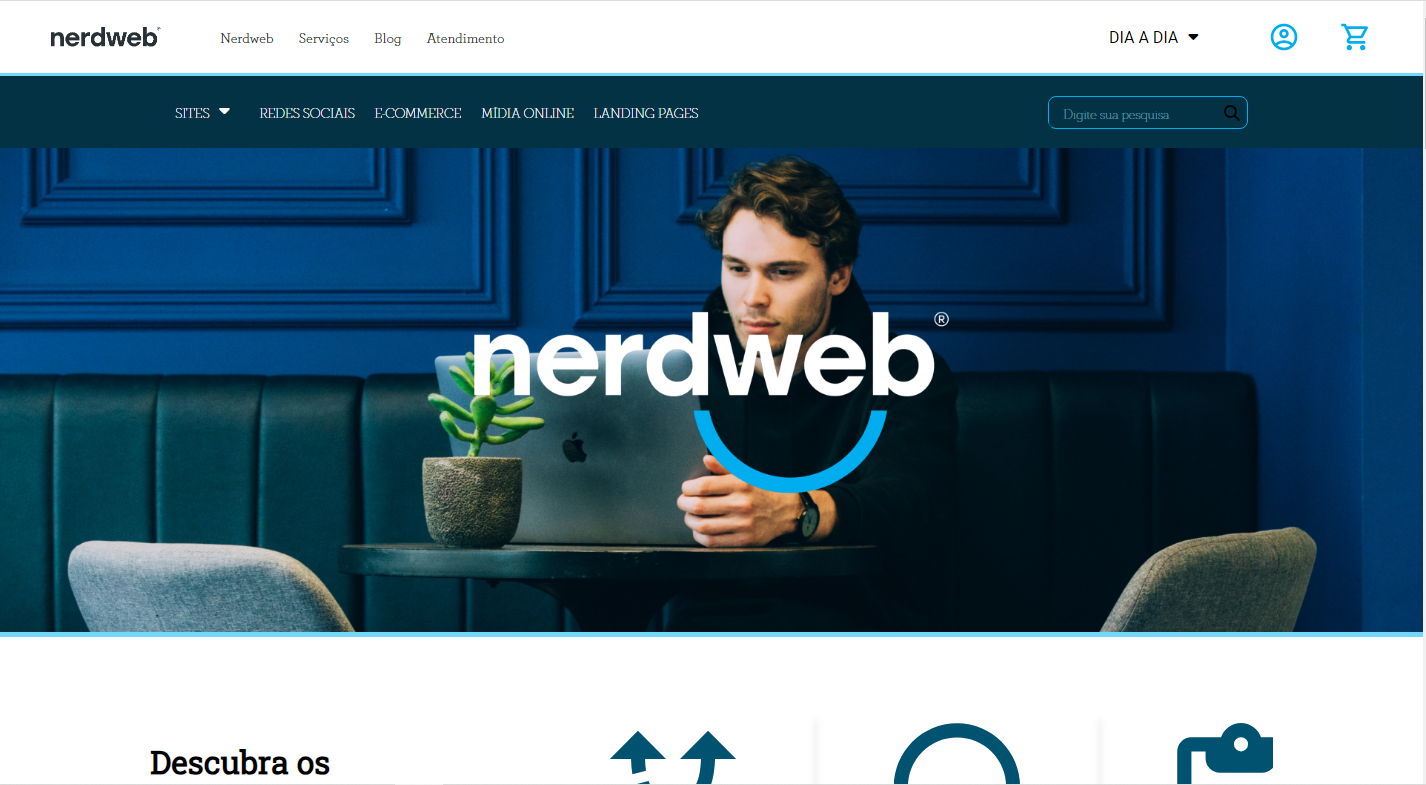 nerdweb®
Nerdweb Serviços Blog Atendimento
DIA A DIA
SITES REDES SOCIAIS E-COMMERCE MÍDIA ONLINE LANDING PAGES
Digite sua pesquisa
nerdweb®
Descubra os